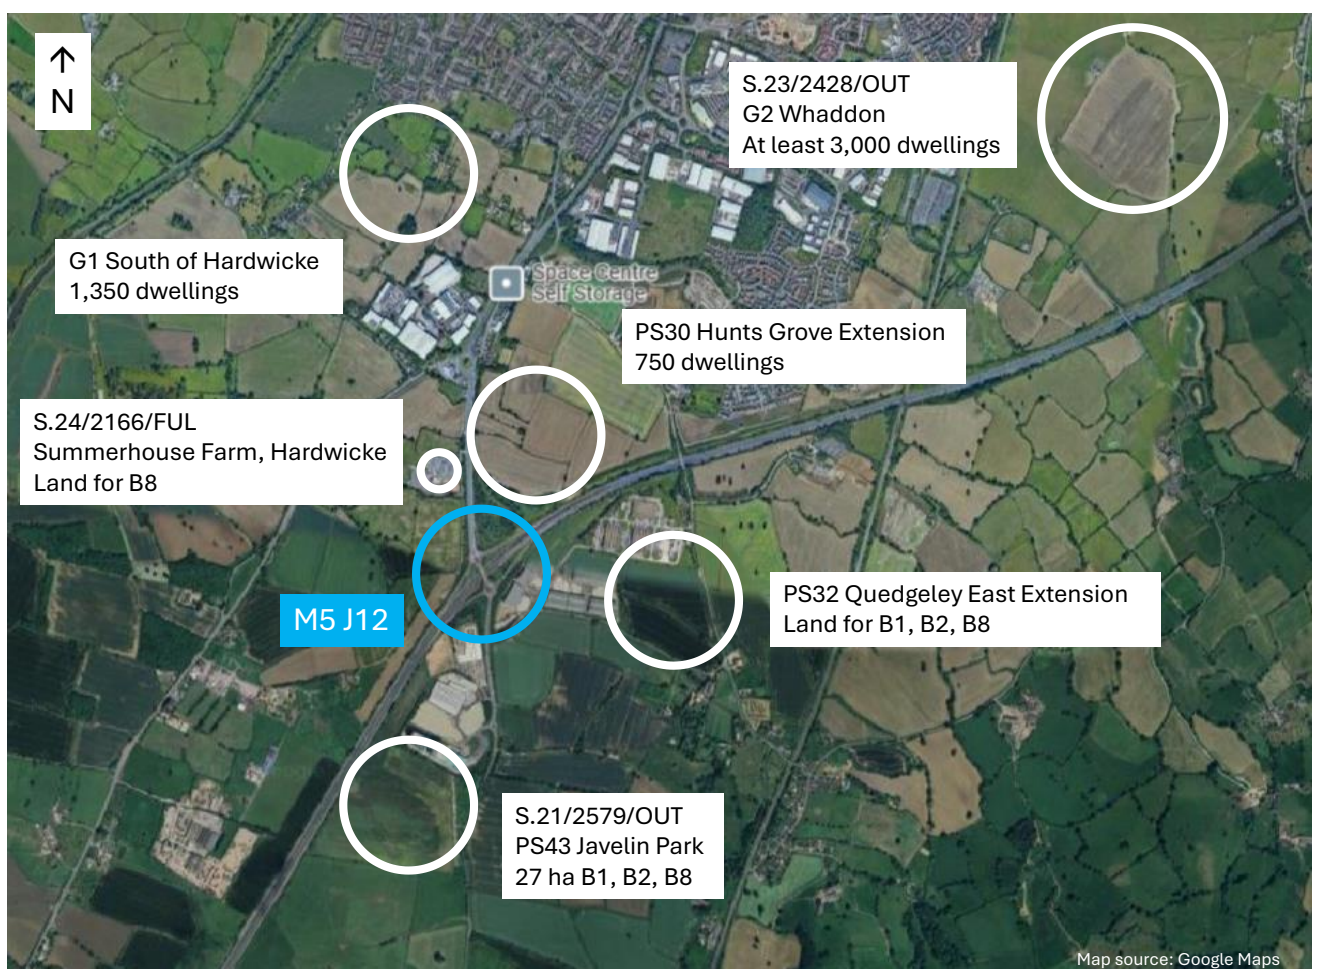 ↑
N
S.23/2428/OUT
G2 Whaddon
At least 3,000 dwellings
G1 South of Hardwicke
1,350 dwellings
Space Centre
Self Storage
PS30 Hunts Grove Extension
750 dwellings
S.24/2166/FUL
Summerhouse Farm, Hardwicke
Land for B8
M5 J12
PS32 Quedgeley East Extension
Land for B1, B2, B8
S.21/2579/OUT
PS43 Javelin Park
27 ha B1, B2, B8
Map source: Google Maps